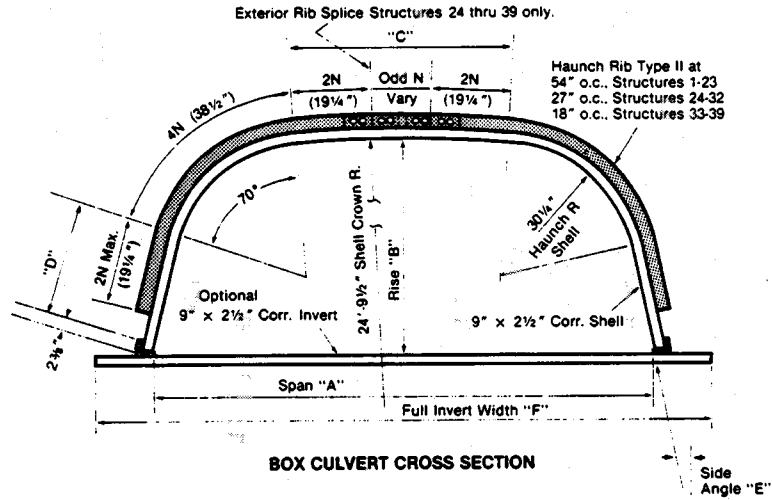 Exterior Rib Splice Structures 24 thru 39 only.
"C"
2N Odd N 2N
(19¼") Vary (19¼")
Haunch Rib Type II at
54" o.c., Structures 1-23
27" o.c., Structures 24-32
18" o.c., Structures 33-39
4N (38½")
70°
"D"
2N Max.
(19¼")
2⅜"
24'-9½" Shell Crown R.
Rise "B"
30¼"
Haunch R
Shell
Optional
9" × 2½" Corr. Invert
9" × 2½" Corr. Shell
Span "A"
Full Invert Width "F"
BOX CULVERT CROSS SECTION
Side
Angle "E"